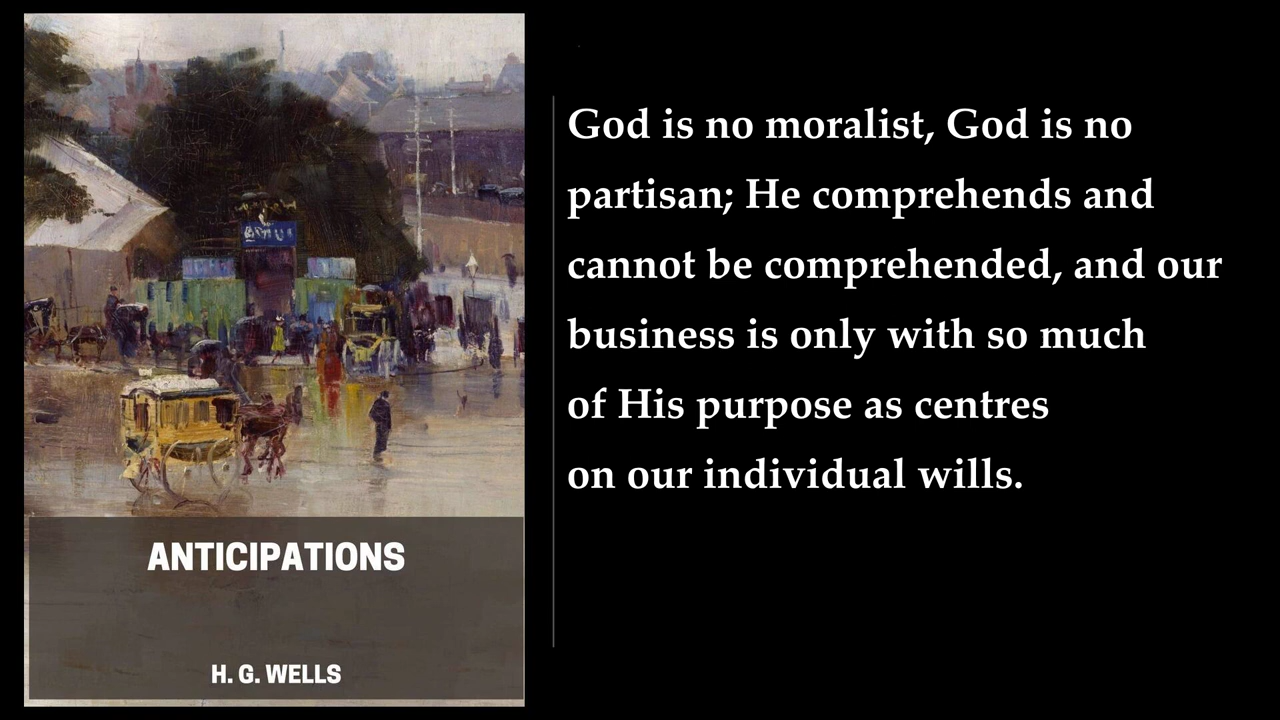 God is no moralist, God is no
partisan; He comprehends and
cannot be comprehended, and our
business is only with so much
of His purpose as centres
on our individual wills.
ANTICIPATIONS
H. G. WELLS